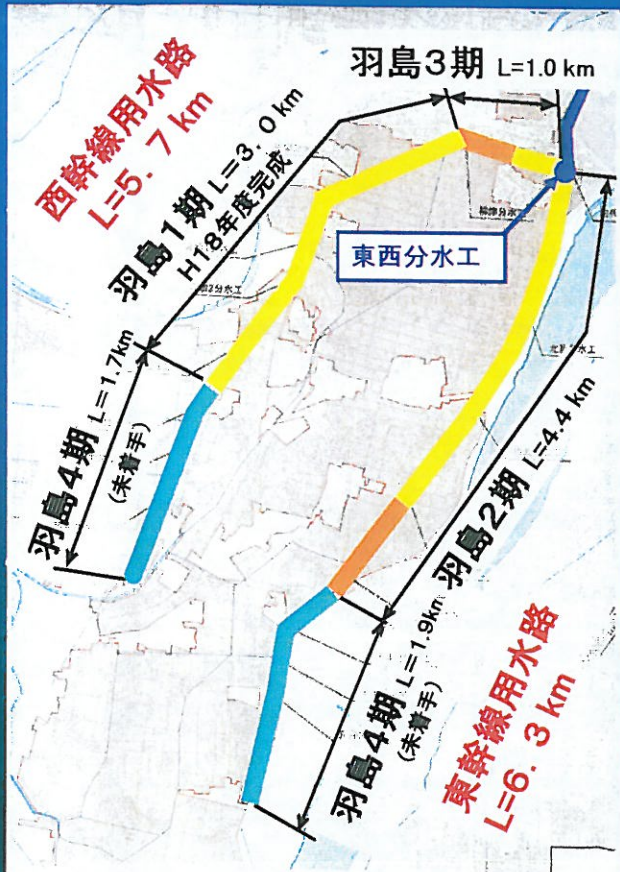 羽島3期 L=1.0 km
西幹線用水路
L=5.7 km
羽島1期 L=3.0 km
H18年度完成
東西分水工
羽島4期 L=1.7km
(未着手)
羽島2期 L=4.4 km
羽島4期 L=1.9km
(未着手)
東幹線用水路
L=6.3 km